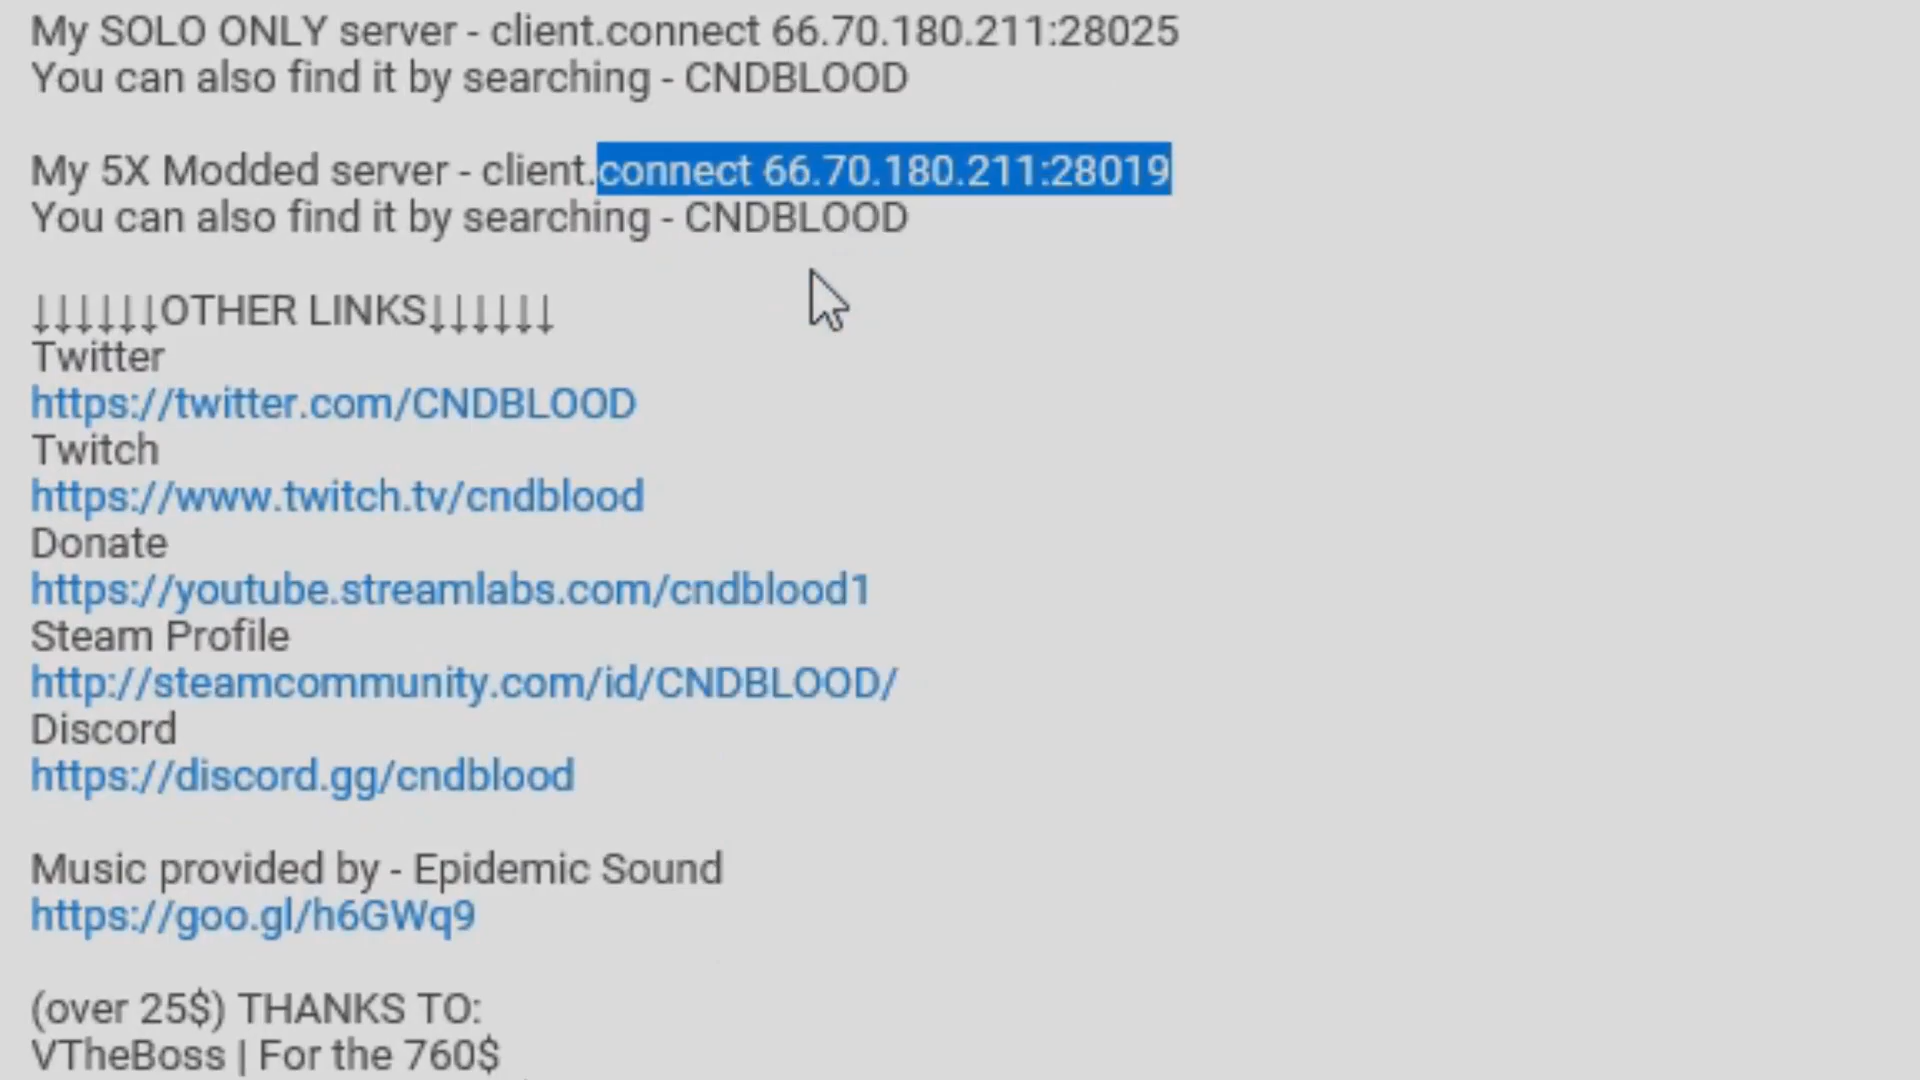 My SOLO ONLY server - client.connect 66.70.180.211:28025
You can also find it by searching - CNDBLOOD
My 5X Modded server - client.connect 66.70.180.211:28019
You can also find it by searching - CNDBLOOD
↓↓↓↓↓↓OTHER LINKS↓↓↓↓↓↓
Twitter
https://twitter.com/CNDBLOOD
Twitch
https://www.twitch.tv/cndblood
Donate
https://youtube.streamlabs.com/cndblood1
Steam Profile
http://steamcommunity.com/id/CNDBLOOD/
Discord
https://discord.gg/cndblood
Music provided by - Epidemic Sound
https://goo.gl/h6GWq9
(over 25$) THANKS TO:
VTheBoss | For the 760$